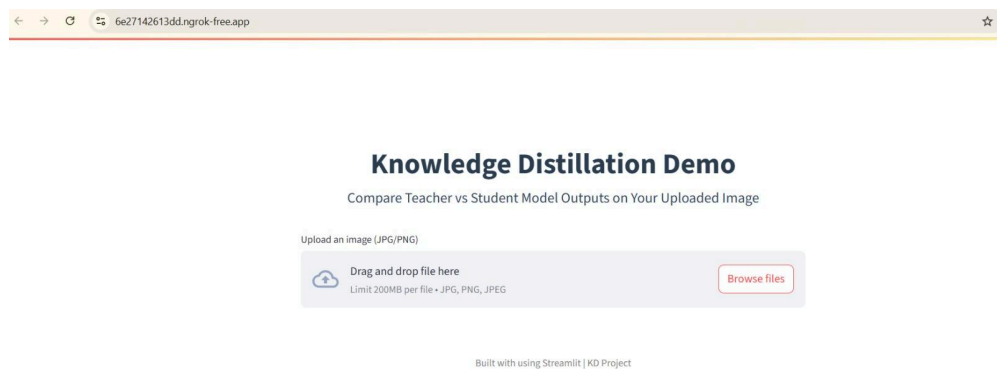 6e27142613dd.ngrok-free.app
Knowledge Distillation Demo
Compare Teacher vs Student Model Outputs on Your Uploaded Image
Upload an image (JPG/PNG)
Drag and drop file here
Limit 200MB per file • JPG, PNG, JPEG
Browse files
Built with using Streamlit | KD Project